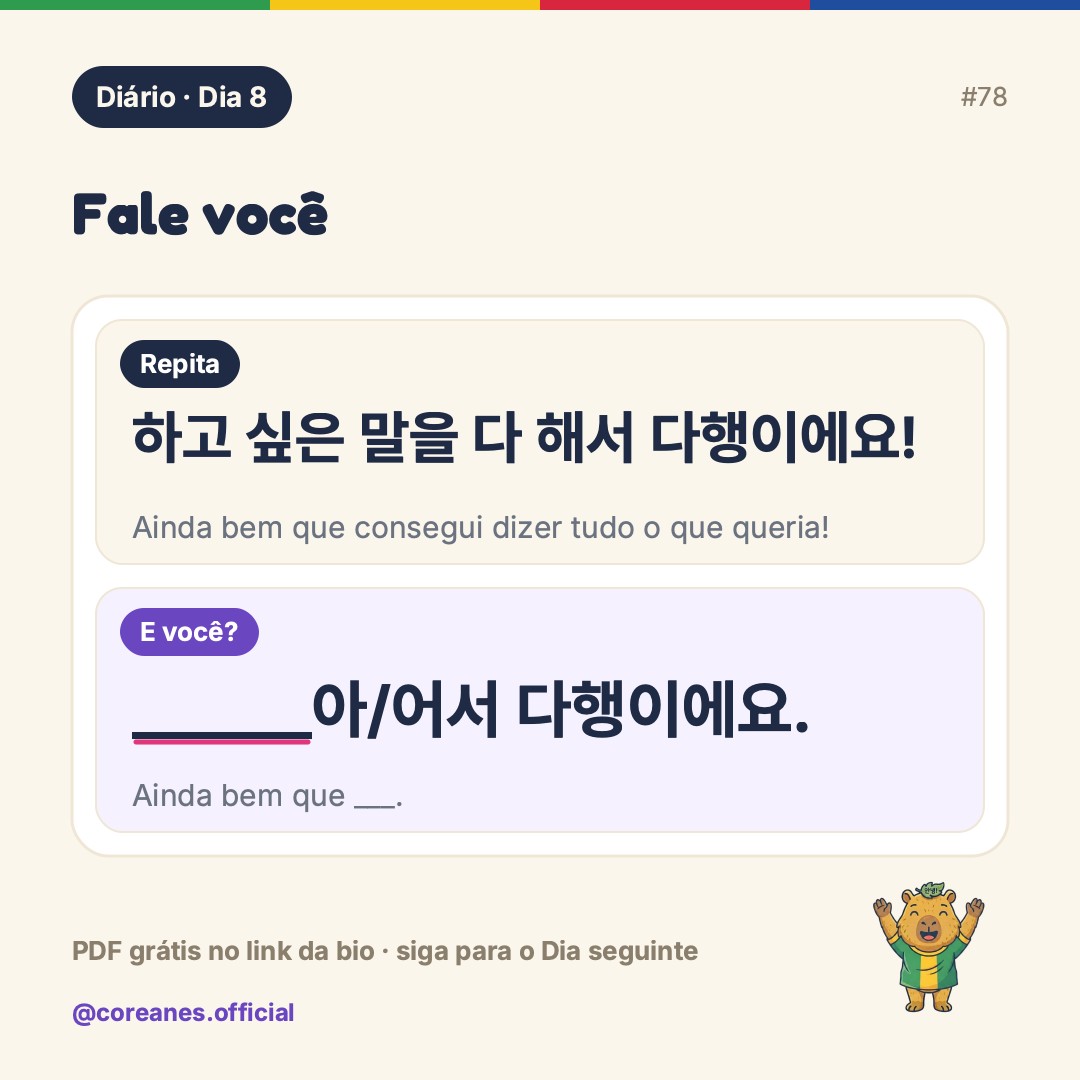 Diário · Dia 8
#78
Fale você
Repita
하고 싶은 말을 다 해서 다행이에요!
Ainda bem que consegui dizer tudo o que queria!
E você?
______아/어서 다행이에요.
Ainda bem que ___.
PDF grátis no link da bio · siga para o Dia seguinte
@coreanes.official